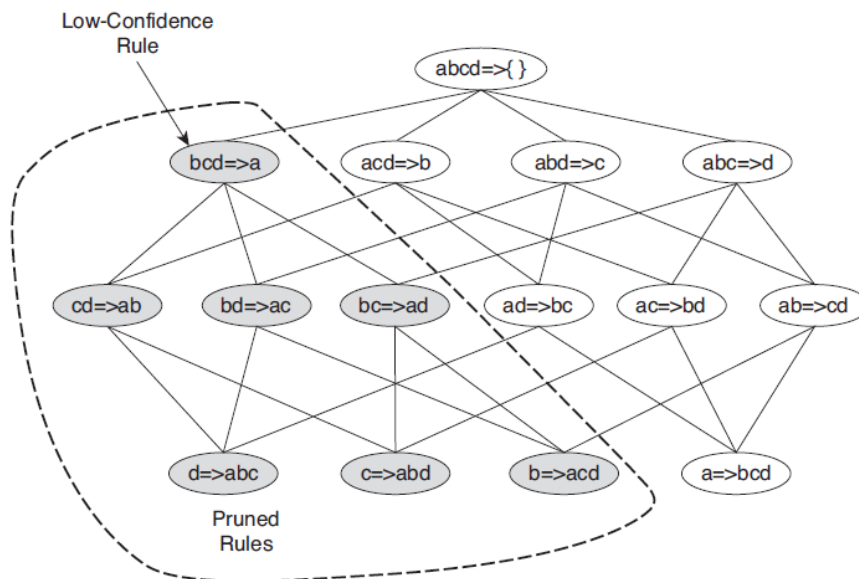 Low-Confidence
Rule
abcd=>{ }
bcd=>a
acd=>b
abd=>c
abc=>d
cd=>ab
bd=>ac
bc=>ad
ad=>bc
ac=>bd
ab=>cd
d=>abc
c=>abd
b=>acd
a=>bcd
Pruned
Rules